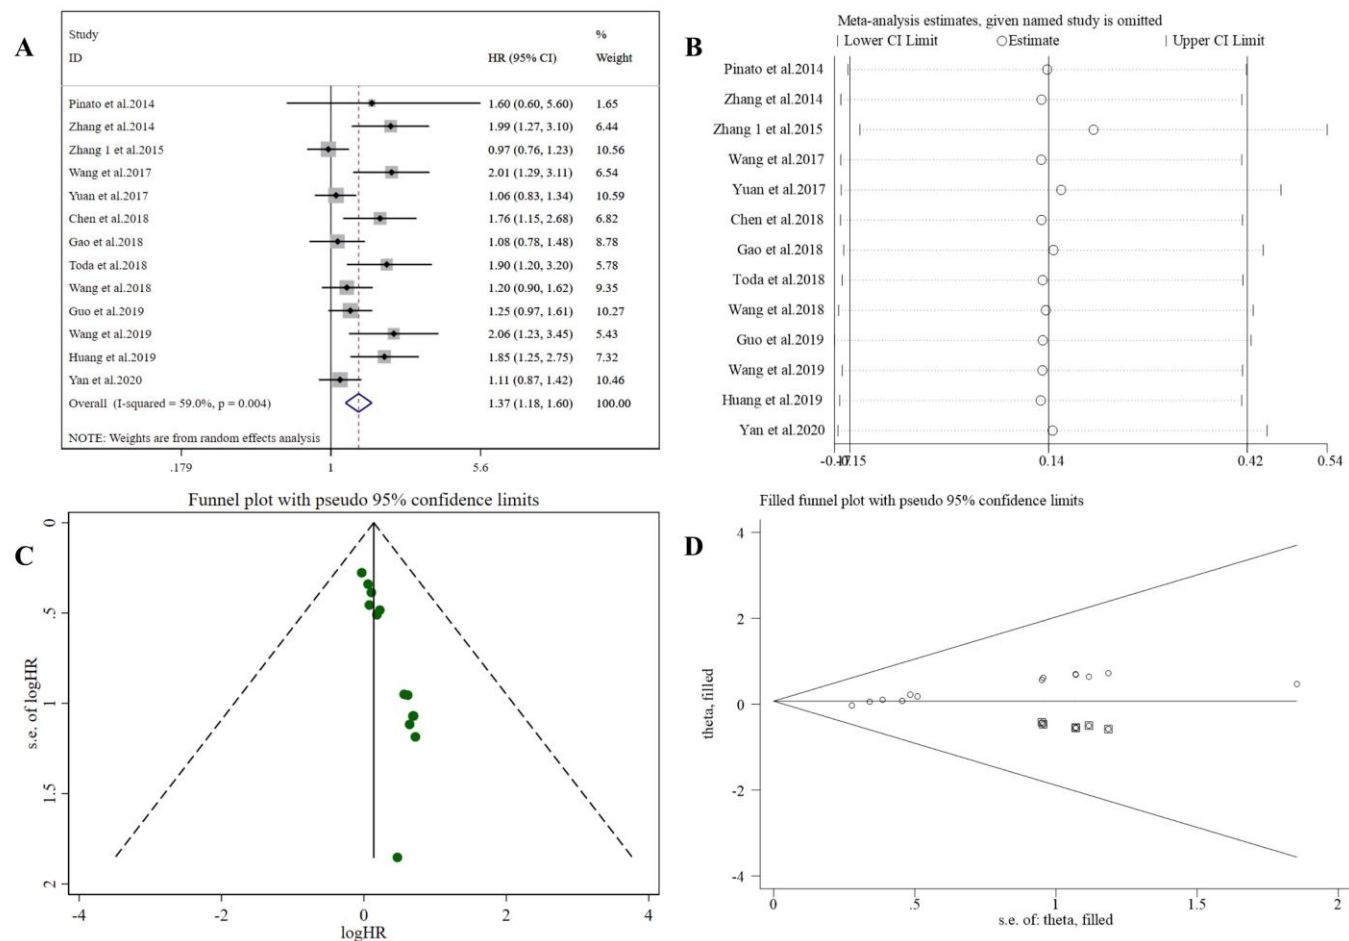 A
Study %
ID HR (95% CI) Weight
Pinato et al.2014 1.60 (0.60, 5.60) 1.65
Zhang et al.2014 1.99 (1.27, 3.10) 6.44
Zhang 1 et al.2015 0.97 (0.76, 1.23) 10.56
Wang et al.2017 2.01 (1.29, 3.11) 6.54
Yuan et al.2017 1.06 (0.83, 1.34) 10.59
Chen et al.2018 1.76 (1.15, 2.68) 6.82
Gao et al.2018 1.08 (0.78, 1.48) 8.78
Toda et al.2018 1.90 (1.20, 3.20) 5.78
Wang et al.2018 1.20 (0.90, 1.62) 9.35
Guo et al.2019 1.25 (0.97, 1.61) 10.27
Wang et al.2019 2.06 (1.23, 3.45) 5.43
Huang et al.2019 1.85 (1.25, 2.75) 7.32
Yan et al.2020 1.11 (0.87, 1.42) 10.46
Overall (I-squared = 59.0%, p = 0.004) 1.37 (1.18, 1.60) 100.00
NOTE: Weights are from random effects analysis
.179 1 5.6
B
Meta-analysis estimates, given named study is omitted
Lower CI Limit Estimate Upper CI Limit
Pinato et al.2014
Zhang et al.2014
Zhang 1 et al.2015
Wang et al.2017
Yuan et al.2017
Chen et al.2018
Gao et al.2018
Toda et al.2018
Wang et al.2018
Guo et al.2019
Wang et al.2019
Huang et al.2019
Yan et al.2020
-0.17 -0.15 0.14 0.42 0.54
C
Funnel plot with pseudo 95% confidence limits
s.e. of logHR
0
.5
1
1.5
2
-4 -2 0 2 4
logHR
D
Filled funnel plot with pseudo 95% confidence limits
theta, filled
4
2
0
-2
-4
0 .5 1 1.5 2
s.e. of: theta, filled